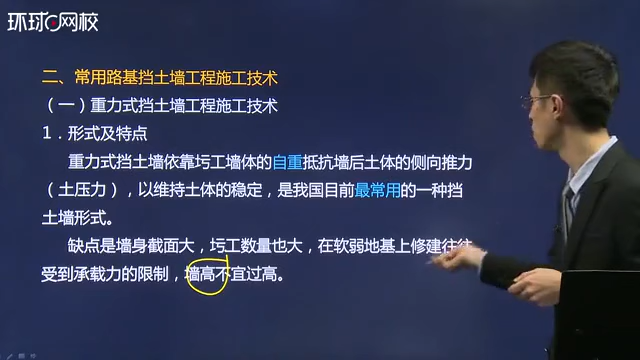 环球网校
二、常用路基挡土墙工程施工技术
（一）重力式挡土墙工程施工技术
1．形式及特点
重力式挡土墙依靠圬工墙体的自重抵抗墙后土体的侧向推力
（土压力），以维持土体的稳定，是我国目前最常用的一种挡
土墙形式。
缺点是墙身截面大，圬工数量也大，在软弱地基上修建往往
受到承载力的限制，墙高不宜过高。